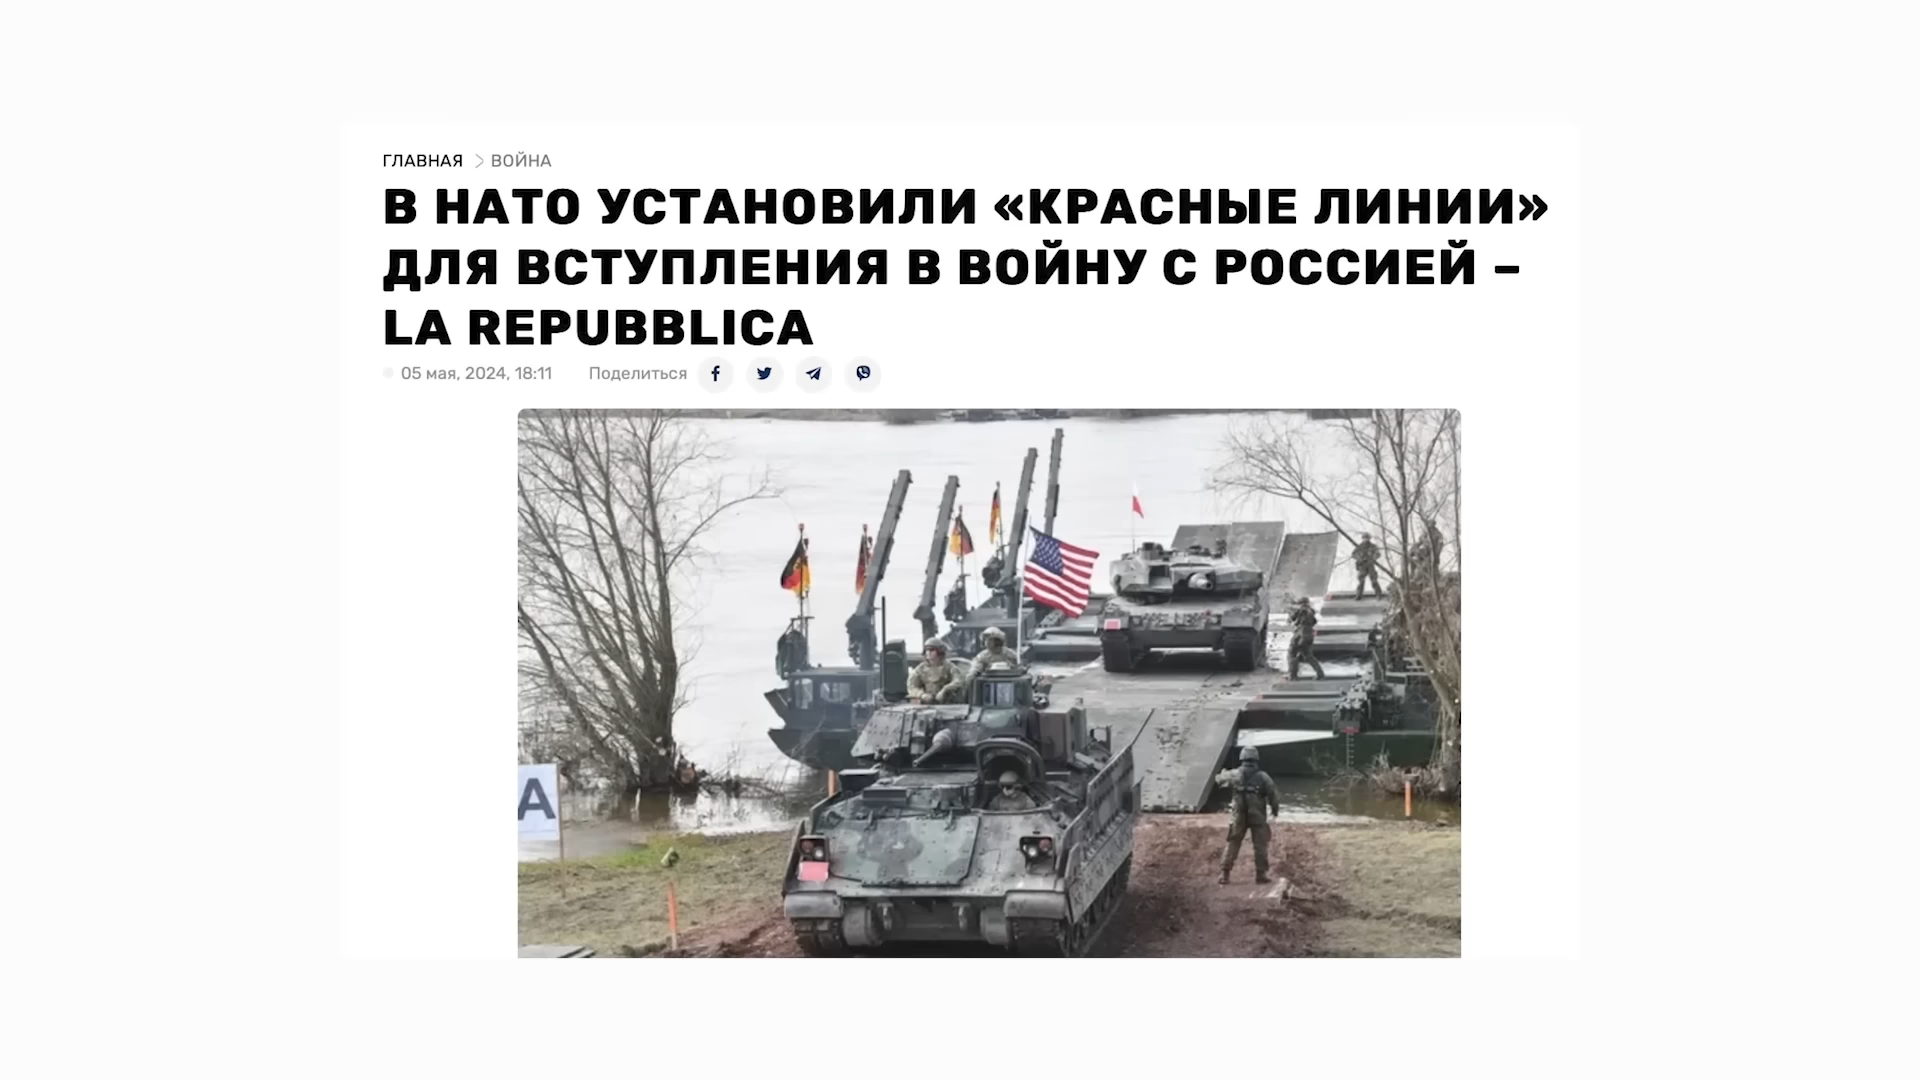 ГЛАВНАЯ > ВОЙНА
В НАТО УСТАНОВИЛИ «КРАСНЫЕ ЛИНИИ»
ДЛЯ ВСТУПЛЕНИЯ В ВОЙНУ С РОССИЕЙ –
LA REPUBBLICA
05 мая, 2024, 18:11 Поделиться
A